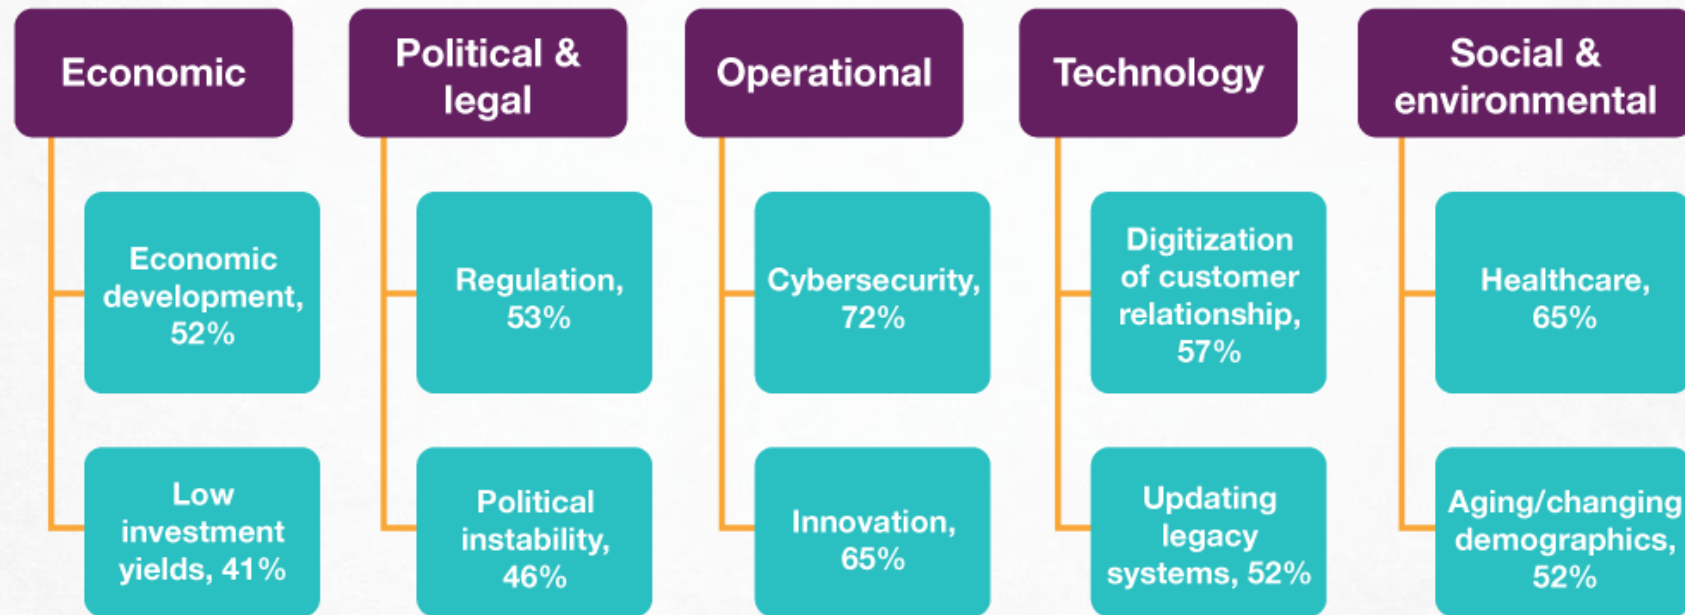 Economic
Political &
legal
Operational
Technology
Social &
environmental
Economic
development,
52%
Regulation,
53%
Cybersecurity,
72%
Digitization
of customer
relationship,
57%
Healthcare,
65%
Low
investment
yields, 41%
Political
instability,
46%
Innovation,
65%
Updating
legacy
systems, 52%
Aging/changing
demographics,
52%